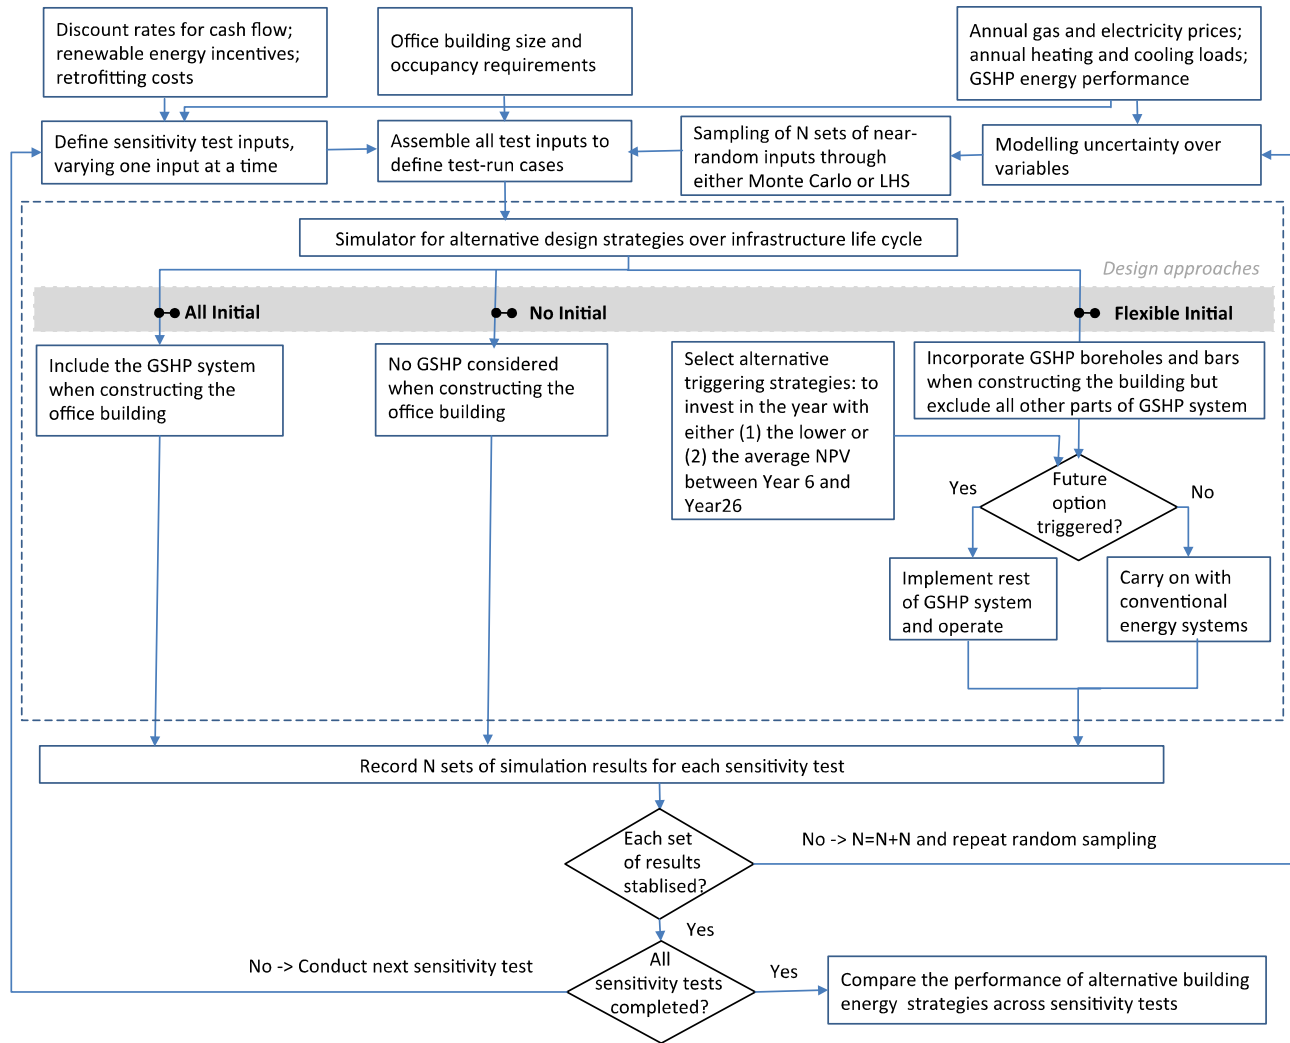 Discount rates for cash flow;
renewable energy incentives;
retrofitting costs
Office building size and
occupancy requirements
Annual gas and electricity prices;
annual heating and cooling loads;
GSHP energy performance
Define sensitivity test inputs,
varying one input at a time
Assemble all test inputs to
define test-run cases
Sampling of N sets of near-
random inputs through
either Monte Carlo or LHS
Modelling uncertainty over
variables
Simulator for alternative design strategies over infrastructure life cycle
Design approaches
All Initial
No Initial
Flexible Initial
Include the GSHP system
when constructing the
office building
No GSHP considered
when constructing the
office building
Select alternative
triggering strategies: to
invest in the year with
either (1) the lower or
(2) the average NPV
between Year 6 and
Year26
Incorporate GSHP boreholes and bars
when constructing the building but
exclude all other parts of GSHP system
Future
option
triggered?
Yes
No
Implement rest
of GSHP system
and operate
Carry on with
conventional
energy systems
Record N sets of simulation results for each sensitivity test
Each set
of results
stablised?
No -> N=N+N and repeat random sampling
Yes
All
sensitivity tests
completed?
No -> Conduct next sensitivity test
Yes
Compare the performance of alternative building
energy strategies across sensitivity tests